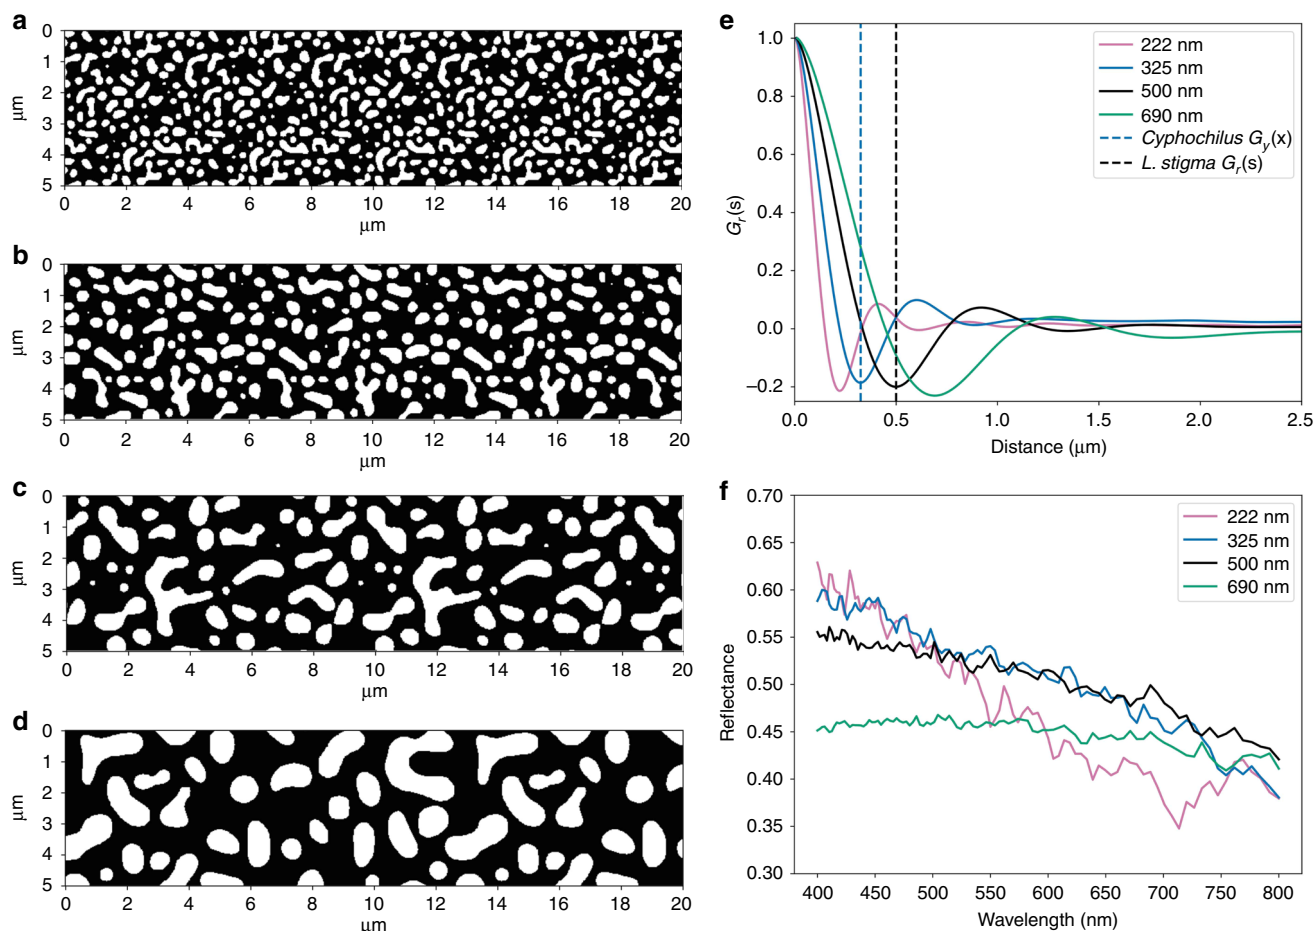 a
0
1
2
3
4
5
μm
0 2 4 6 8 10 12 14 16 18 20
μm
b
0
1
2
3
4
5
μm
0 2 4 6 8 10 12 14 16 18 20
μm
c
0
1
2
3
4
5
μm
0 2 4 6 8 10 12 14 16 18 20
μm
d
0
1
2
3
4
5
μm
0 2 4 6 8 10 12 14 16 18 20
μm
e
1.0
0.8
0.6
0.4
0.2
0.0
–0.2
Gr(s)
222 nm
325 nm
500 nm
690 nm
Cyphochilus Gy(x)
L. stigma Gr(s)
0.0 0.5 1.0 1.5 2.0 2.5
Distance (μm)
f
0.70
0.65
0.60
0.55
0.50
0.45
0.40
0.35
0.30
Reflectance
222 nm
325 nm
500 nm
690 nm
400 450 500 550 600 650 700 750 800
Wavelength (nm)